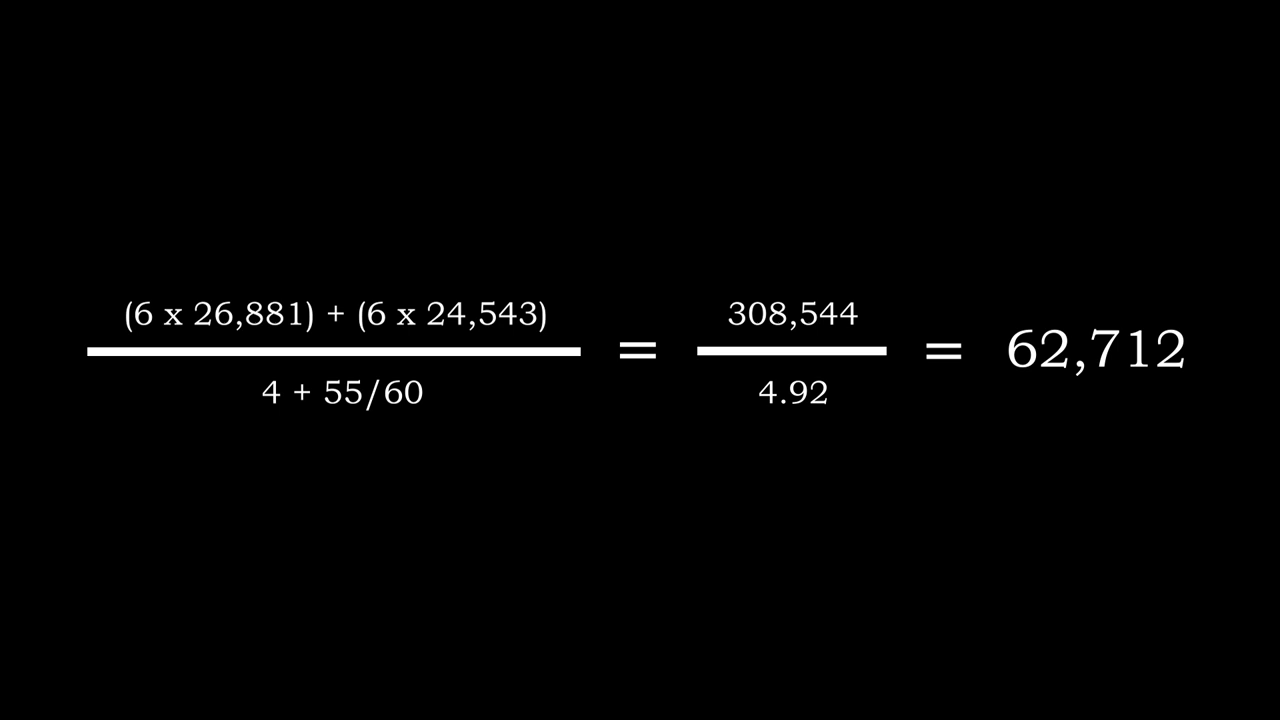 (6 x 26,881) + (6 x 24,543)
4 + 55/60
=
308,544
4.92
=
62,712